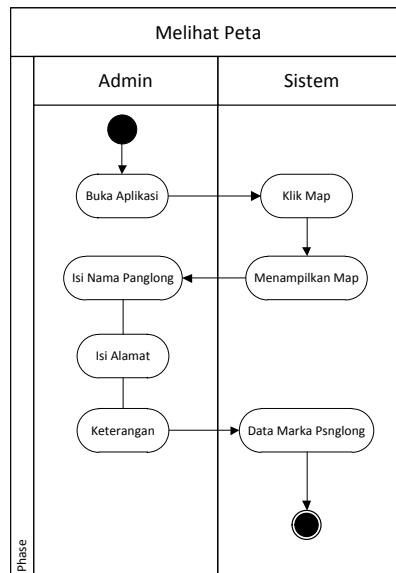 Melihat Peta
Admin
Sistem
Buka Aplikasi
Klik Map
Isi Nama Panglong
Menampilkan Map
Isi Alamat
Keterangan
Data Marka Psnglong
Phase